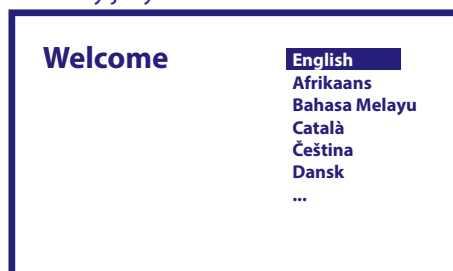 Welcome
English
Afrikaans
Bahasa Melayu
Català
Čeština
Dansk
...